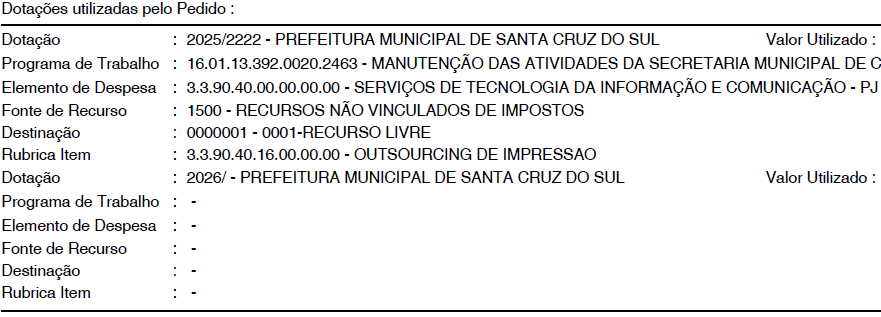 Dotações utilizadas pelo Pedido :
Dotação : 2025/2222 - PREFEITURA MUNICIPAL DE SANTA CRUZ DO SUL Valor Utilizado :
Programa de Trabalho : 16.01.13.392.0020.2463 - MANUTENÇÃO DAS ATIVIDADES DA SECRETARIA MUNICIPAL DE C
Elemento de Despesa : 3.3.90.40.00.00.00.00 - SERVIÇOS DE TECNOLOGIA DA INFORMAÇÃO E COMUNICAÇÃO - PJ
Fonte de Recurso : 1500 - RECURSOS NÃO VINCULADOS DE IMPOSTOS
Destinação : 0000001 - 0001-RECURSO LIVRE
Rubrica Item : 3.3.90.40.16.00.00.00 - OUTSOURCING DE IMPRESSAO
Dotação : 2026/ - PREFEITURA MUNICIPAL DE SANTA CRUZ DO SUL Valor Utilizado :
Programa de Trabalho : -
Elemento de Despesa : -
Fonte de Recurso : -
Destinação : -
Rubrica Item : -